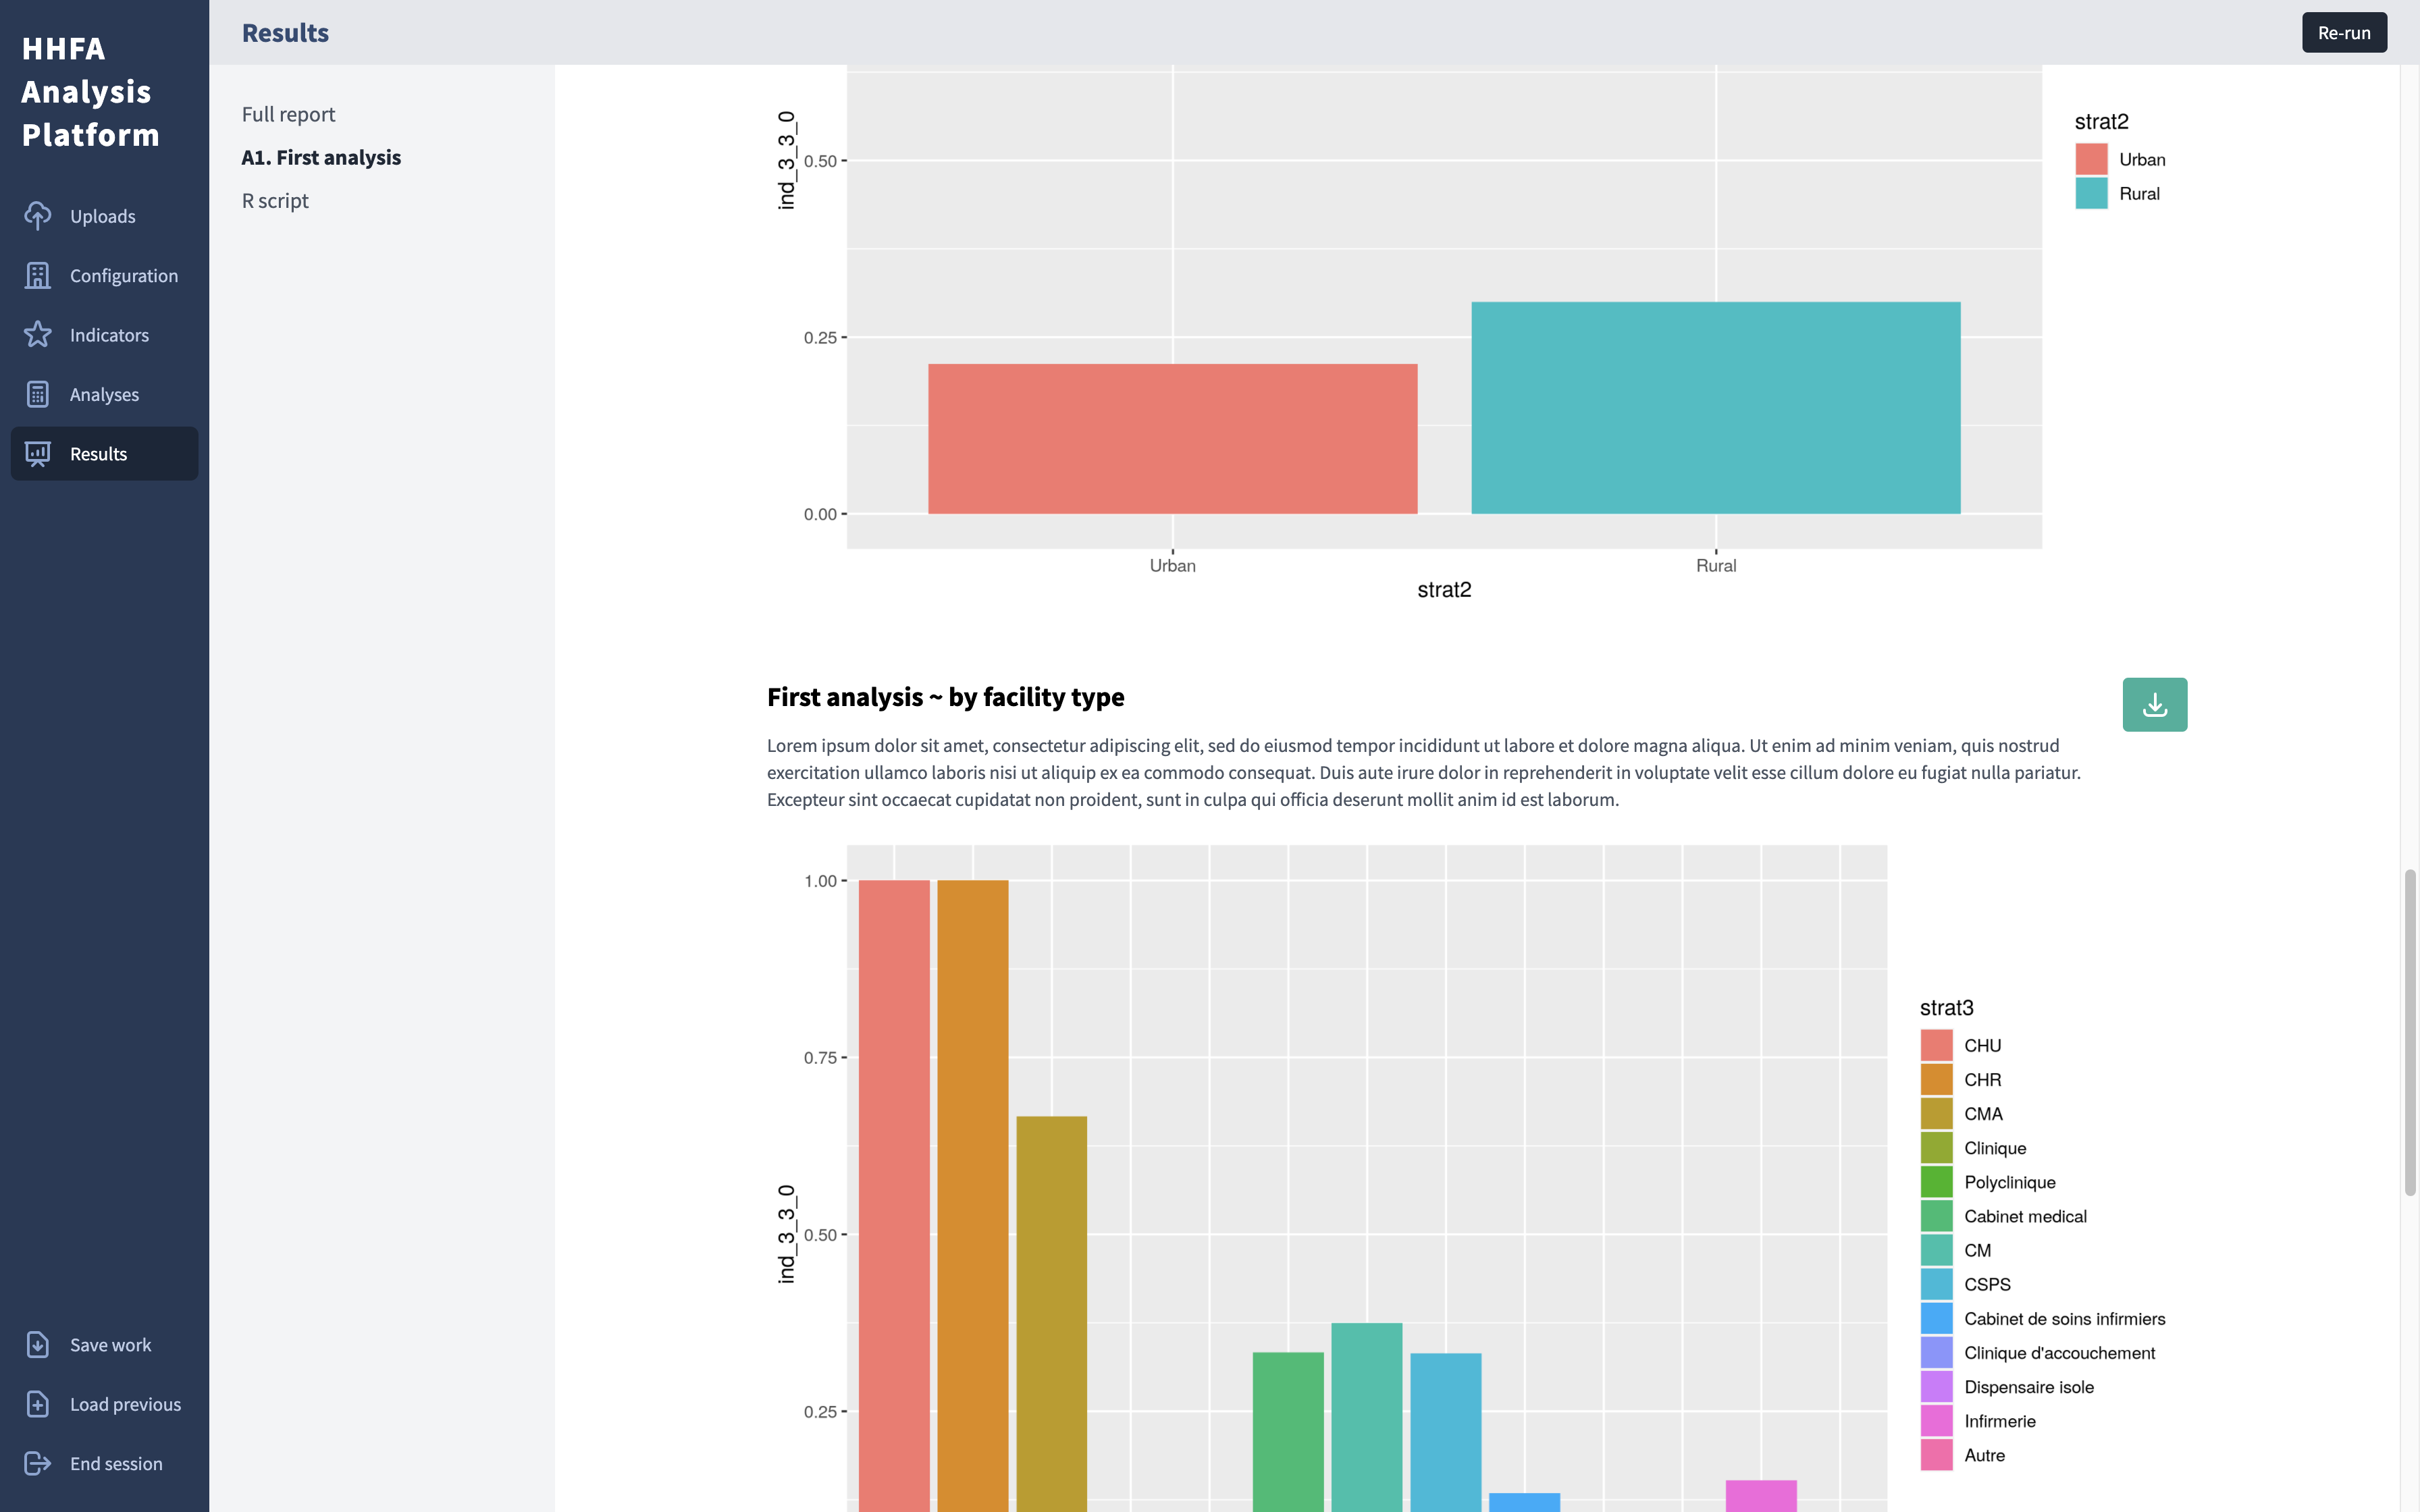 HHFA
Analysis
Platform
Uploads
Configuration
Indicators
Analyses
Results
Save work
Load previous
End session
Results
Re-run
Full report
A1. First analysis
R script
ind_3_3_0
0.50
0.25
0.00
Urban
Rural
strat2
strat2
Urban
Rural
First analysis ~ by facility type
Lorem ipsum dolor sit amet, consectetur adipiscing elit, sed do eiusmod tempor incididunt ut labore et dolore magna aliqua. Ut enim ad minim veniam, quis nostrud
exercitation ullamco laboris nisi ut aliquip ex ea commodo consequat. Duis aute irure dolor in reprehenderit in voluptate velit esse cillum dolore eu fugiat nulla pariatur.
Excepteur sint occaecat cupidatat non proident, sunt in culpa qui officia deserunt mollit anim id est laborum.
ind_3_3_0
1.00
0.75
0.50
0.25
strat3
CHU
CHR
CMA
Clinique
Polyclinique
Cabinet medical
CM
CSPS
Cabinet de soins infirmiers
Clinique d'accouchement
Dispensaire isole
Infirmerie
Autre